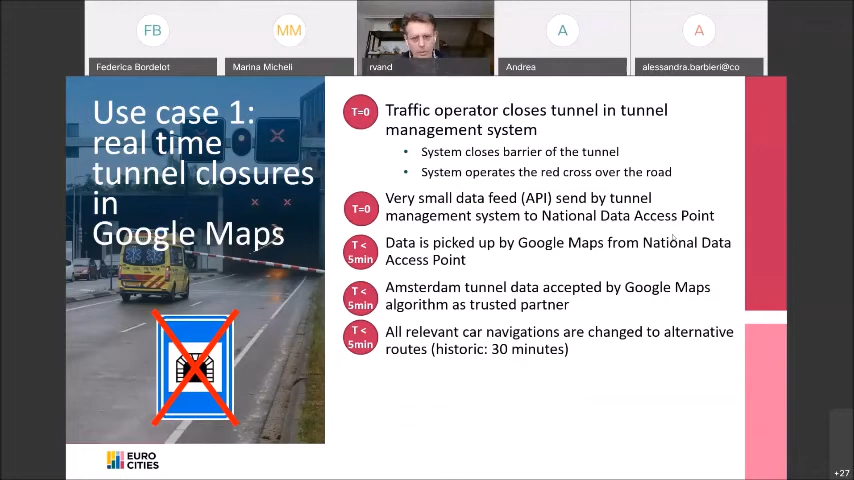 FB
MM
A
A
Federica Bordelot
Marina Micheli
rvand
Andrea
alessandra.barbieri@co
Use case 1:
real time
tunnel closures
in
Google Maps
T=0
Traffic operator closes tunnel in tunnel
management system
• System closes barrier of the tunnel
• System operates the red cross over the road
T=0
Very small data feed (API) send by tunnel
management system to National Data Access Point
T <
5min
Data is picked up by Google Maps from National Data
Access Point
T <
5min
Amsterdam tunnel data accepted by Google Maps
algorithm as trusted partner
T <
5min
All relevant car navigations are changed to alternative
routes (historic: 30 minutes)
EURO
CITIES
+27